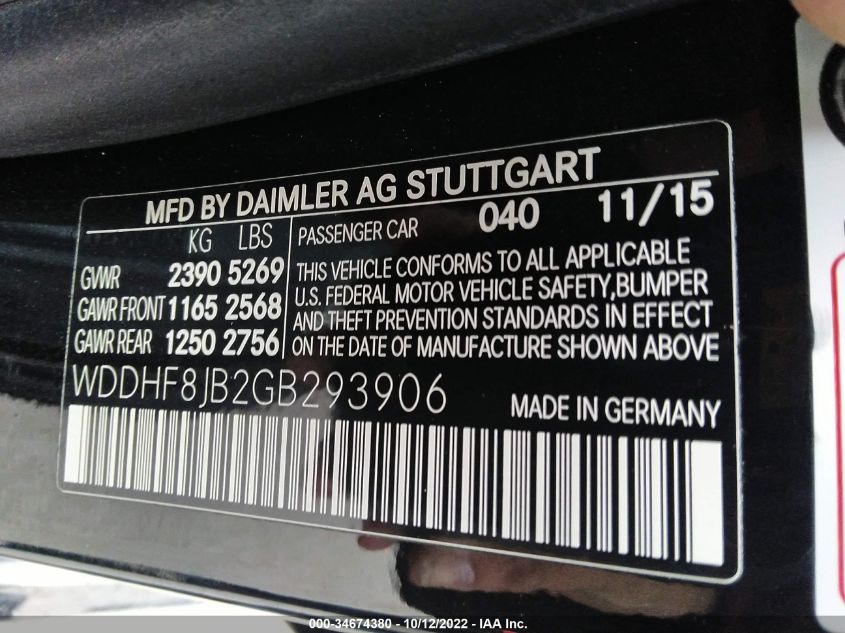 MFD BY DAIMLER AG STUTTGART
KG LBS
PASSENGER CAR 040 11/15
GVWR 2390 5269
GAWR FRONT 1165 2568
GAWR REAR 1250 2756
THIS VEHICLE CONFORMS TO ALL APPLICABLE
U.S. FEDERAL MOTOR VEHICLE SAFETY,BUMPER
AND THEFT PREVENTION STANDARDS IN EFFECT
ON THE DATE OF MANUFACTURE SHOWN ABOVE
WDDHF8JB2GB293906
MADE IN GERMANY
000-34674380 - 10/12/2022 - IAA Inc.